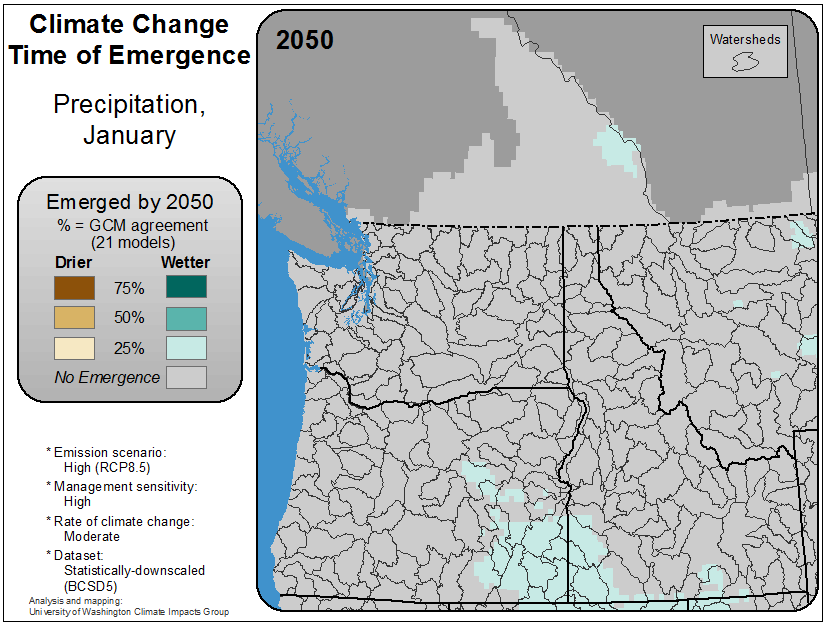 Climate Change
Time of Emergence
Precipitation,
January
Emerged by 2050
% = GCM agreement
(21 models)
Drier Wetter
75%
50%
25%
No Emergence
* Emission scenario:
High (RCP8.5)
* Management sensitivity:
High
* Rate of climate change:
Moderate
* Dataset:
Statistically-downscaled
(BCSD5)
Analysis and mapping:
University of Washington Climate Impacts Group
2050
Watersheds